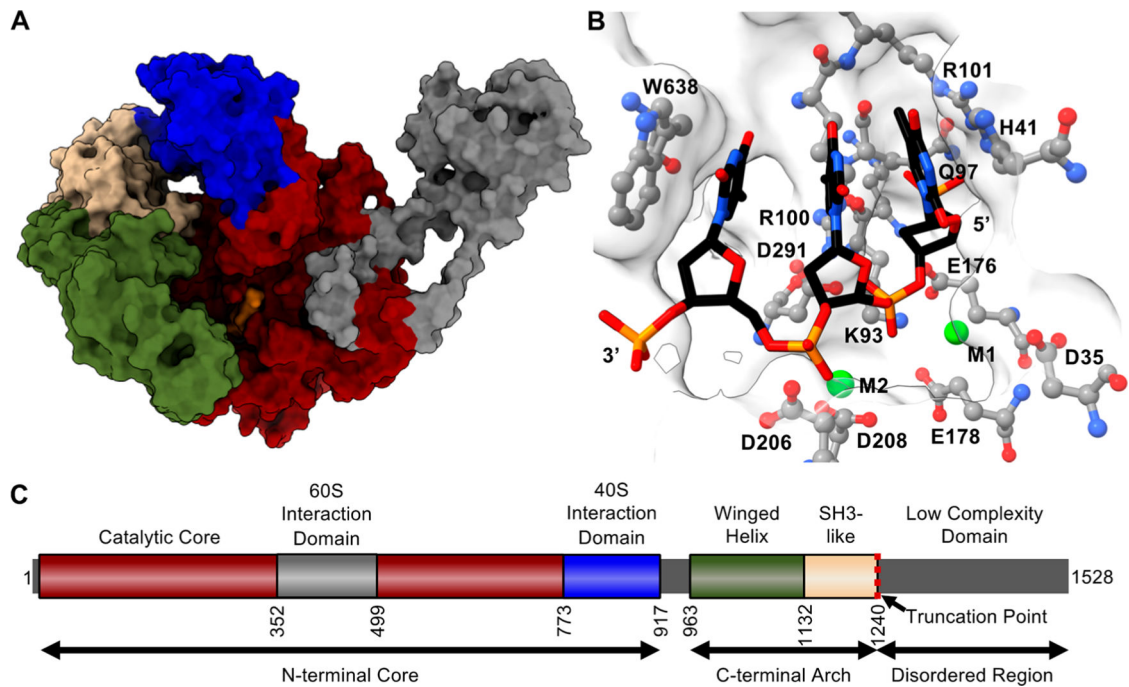 A
B
W638
R101
H41
Q97
R100
5’
D291
E176
K93
M1
3’
D35
M2
D206
D208
E178
C
60S
Interaction
Domain
40S
Interaction
Domain
Catalytic Core
Winged
Helix
SH3-
like
Low Complexity
Domain
1
1528
352
499
773
917
963
1132
1240
Truncation Point
N-terminal Core
C-terminal Arch
Disordered Region